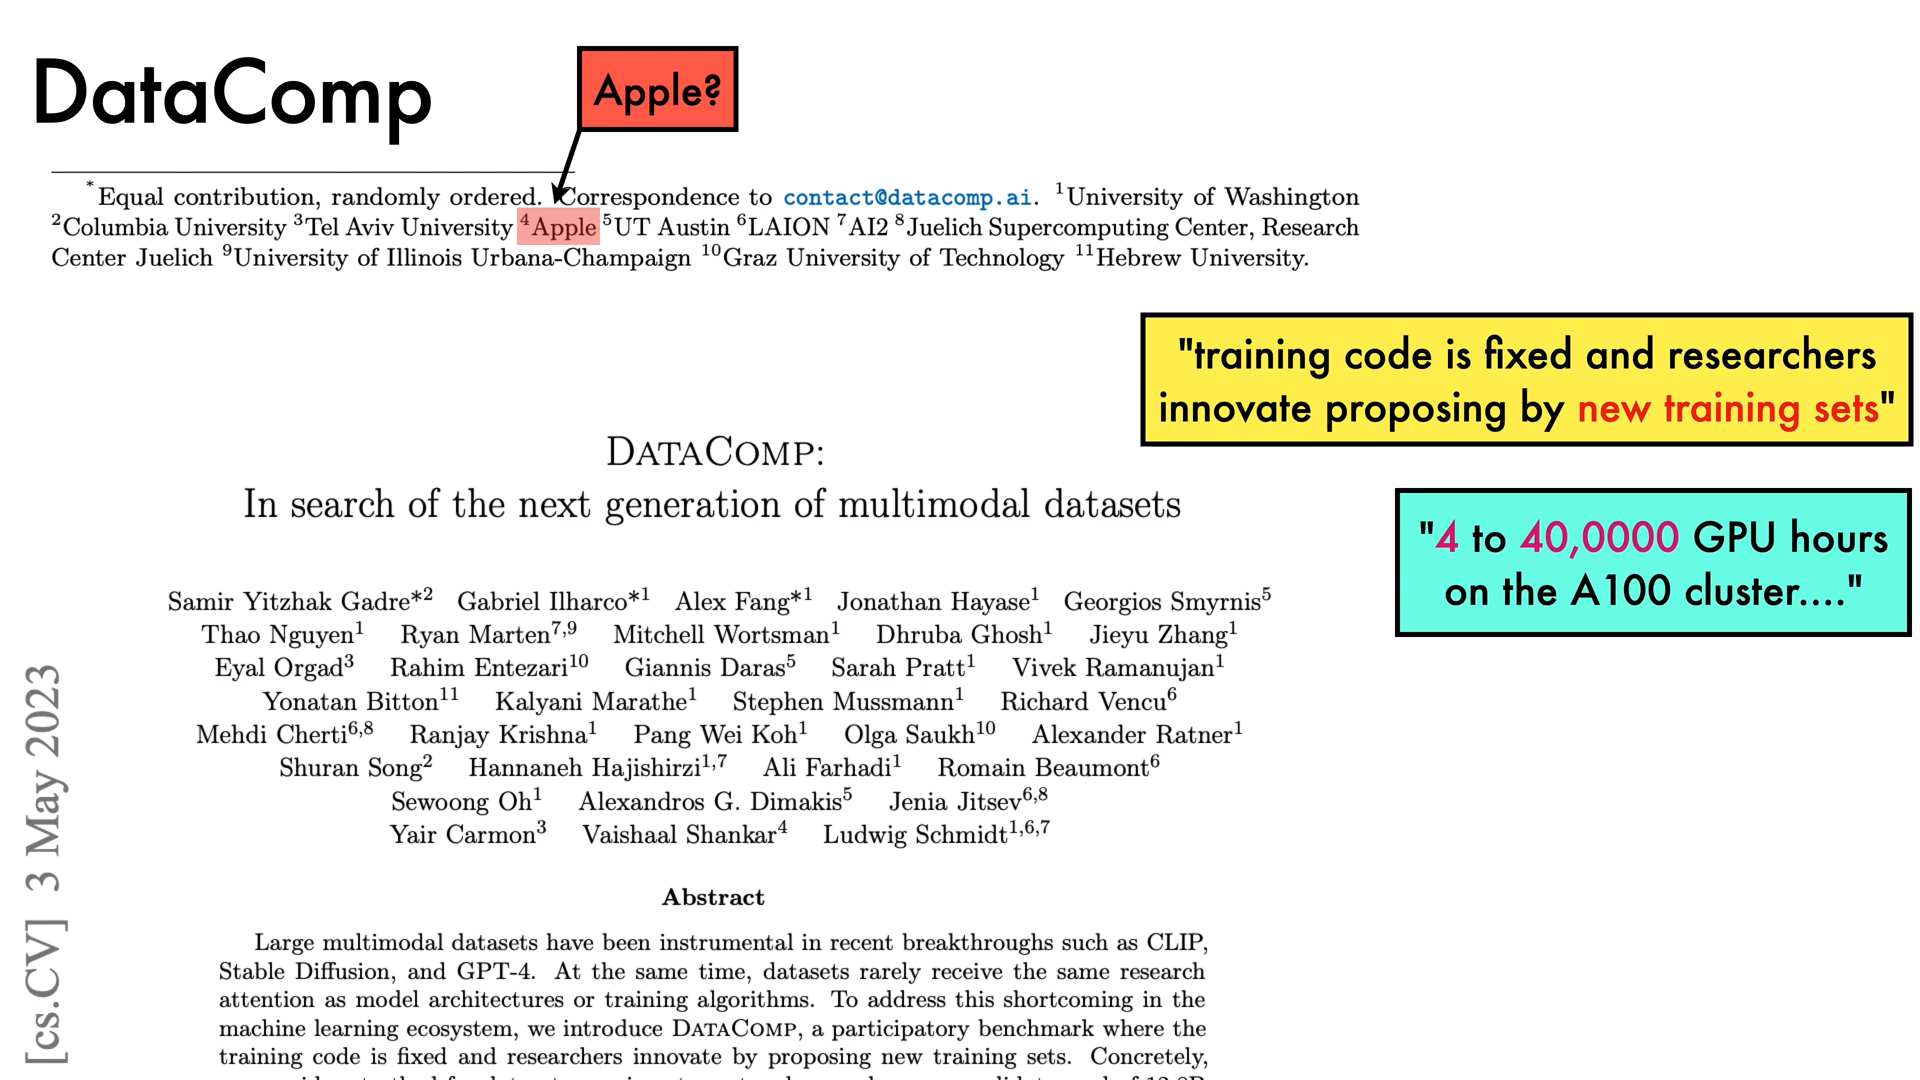 DataComp
Apple?
*Equal contribution, randomly ordered. Correspondence to contact@datacomp.ai. 1University of Washington
2Columbia University 3Tel Aviv University 4Apple 5UT Austin 6LAION 7AI2 8Juelich Supercomputing Center, Research
Center Juelich 9University of Illinois Urbana-Champaign 10Graz University of Technology 11Hebrew University.
"training code is fixed and researchers
innovate proposing by new training sets"
"4 to 40,0000 GPU hours
on the A100 cluster...."
DATACOMP:
In search of the next generation of multimodal datasets
Samir Yitzhak Gadre*2 Gabriel Ilharco*1 Alex Fang*1 Jonathan Hayase1 Georgios Smyrnis5
Thao Nguyen1 Ryan Marten7,9 Mitchell Wortsman1 Dhruba Ghosh1 Jieyu Zhang1
Eyal Orgad3 Rahim Entezari10 Giannis Daras5 Sarah Pratt1 Vivek Ramanujan1
Yonatan Bitton11 Kalyani Marathe1 Stephen Mussmann1 Richard Vencu6
Mehdi Cherti6,8 Ranjay Krishna1 Pang Wei Koh1 Olga Saukh10 Alexander Ratner1
Shuran Song2 Hannaneh Hajishirzi1,7 Ali Farhadi1 Romain Beaumont6
Sewoong Oh1 Alexandros G. Dimakis5 Jenia Jitsev6,8
Yair Carmon3 Vaishaal Shankar4 Ludwig Schmidt1,6,7
[cs.CV] 3 May 2023
Abstract
Large multimodal datasets have been instrumental in recent breakthroughs such as CLIP,
Stable Diffusion, and GPT-4. At the same time, datasets rarely receive the same research
attention as model architectures or training algorithms. To address this shortcoming in the
machine learning ecosystem, we introduce DATACOMP, a participatory benchmark where the
training code is fixed and researchers innovate by proposing new training sets. Concretely,